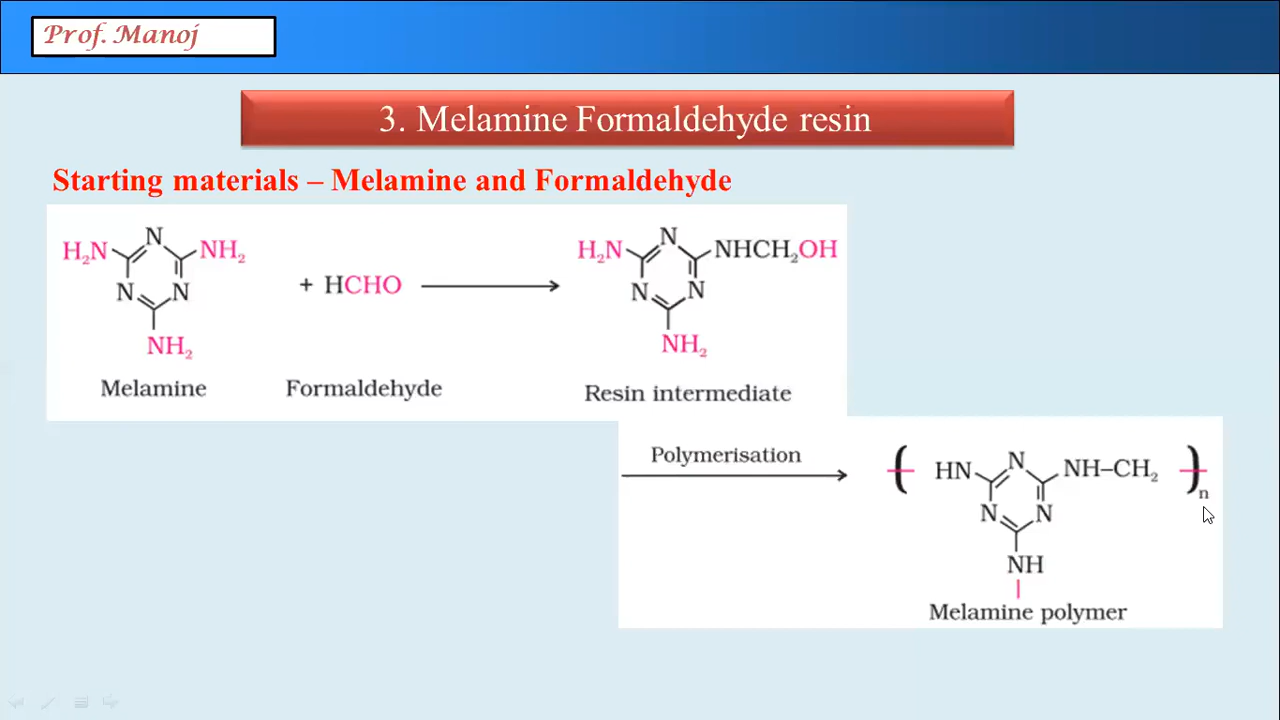 Prof. Manoj
3. Melamine Formaldehyde resin
Starting materials – Melamine and Formaldehyde
H₂N N NH₂
N N
NH₂
+ HCHO
H₂N N NHCH₂OH
N N
NH₂
Melamine Formaldehyde Resin intermediate
Polymerisation
( HN N NH–CH₂ )n
N N
NH
Melamine polymer